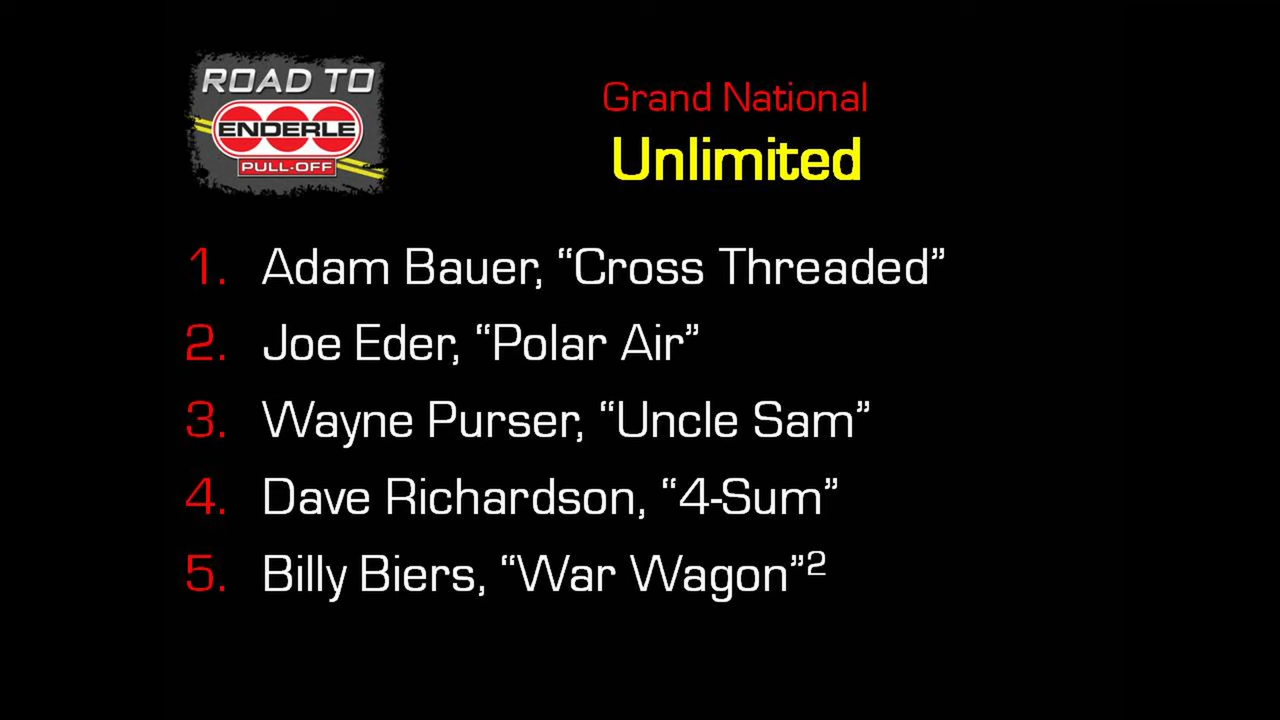 ROAD TO
ENDERLE
PULL-OFF
Grand National
Unlimited
1. Adam Bauer, “Cross Threaded”
2. Joe Eder, “Polar Air”
3. Wayne Purser, “Uncle Sam”
4. Dave Richardson, “4-Sum”
5. Billy Biers, “War Wagon”²